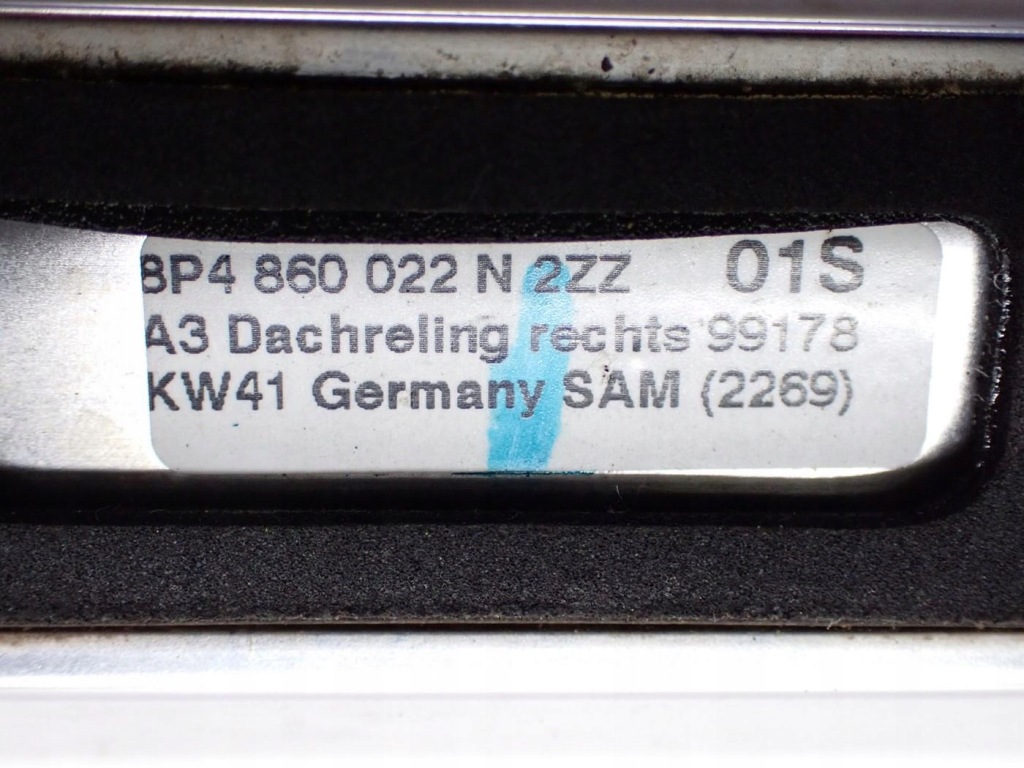 8P4 860 022 N 2ZZ 01S
A3 Dachreling rechts 99178
KW41 Germany SAM (2269)